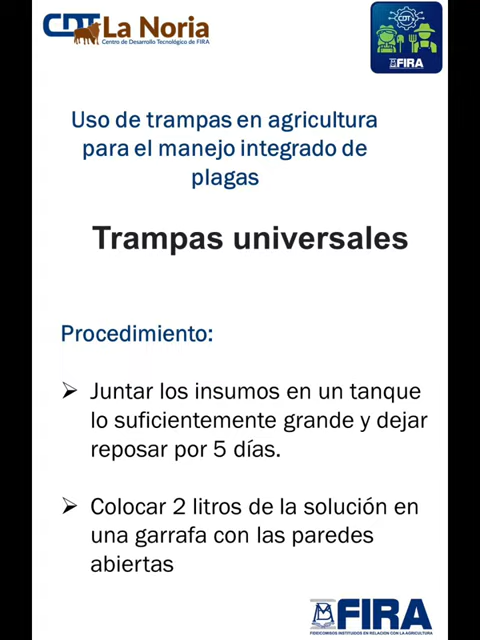 CDT La Noria
Centro de Desarrollo Tecnológico de FIRA
CDT
FIRA
Uso de trampas en agricultura
para el manejo integrado de
plagas
Trampas universales
Procedimiento:
➢ Juntar los insumos en un tanque
lo suficientemente grande y dejar
reposar por 5 días.
➢ Colocar 2 litros de la solución en
una garrafa con las paredes
abiertas
FIRA
FIDEICOMISOS INSTITUIDOS EN RELACIÓN CON LA AGRICULTURA